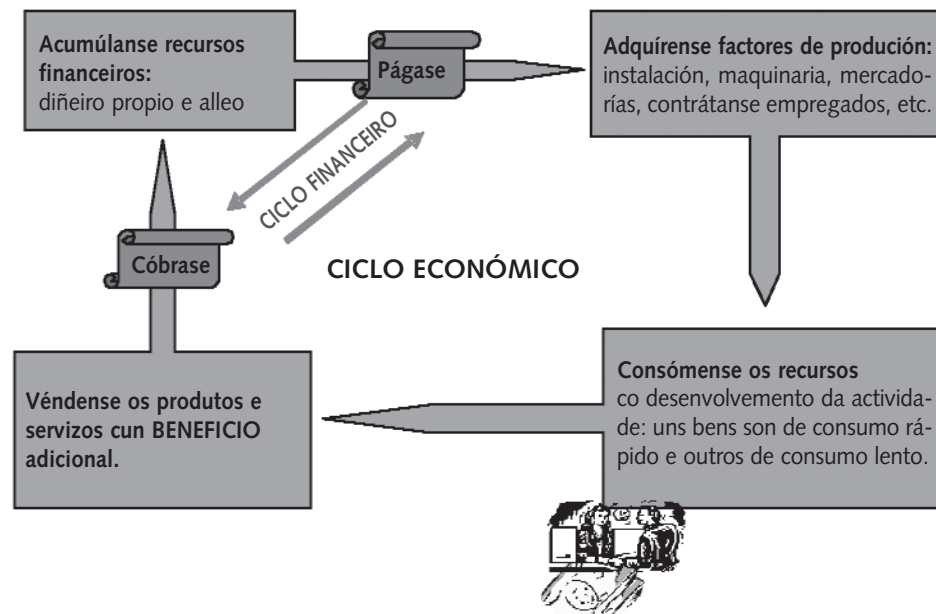 Acumúlanse recursos
financeiros:
diñeiro propio e alleo
Págase
Adquírense factores de produción:
instalación, maquinaria, mercado-
rías, contrátanse empregados, etc.
CICLO FINANCEIRO
Cóbrase
CICLO ECONÓMICO
Véndense os produtos e
servizos cun BENEFICIO
adicional.
Consómense os recursos
co desenvolvemento da activida-
de: uns bens son de consumo rá-
pido e outros de consumo lento.